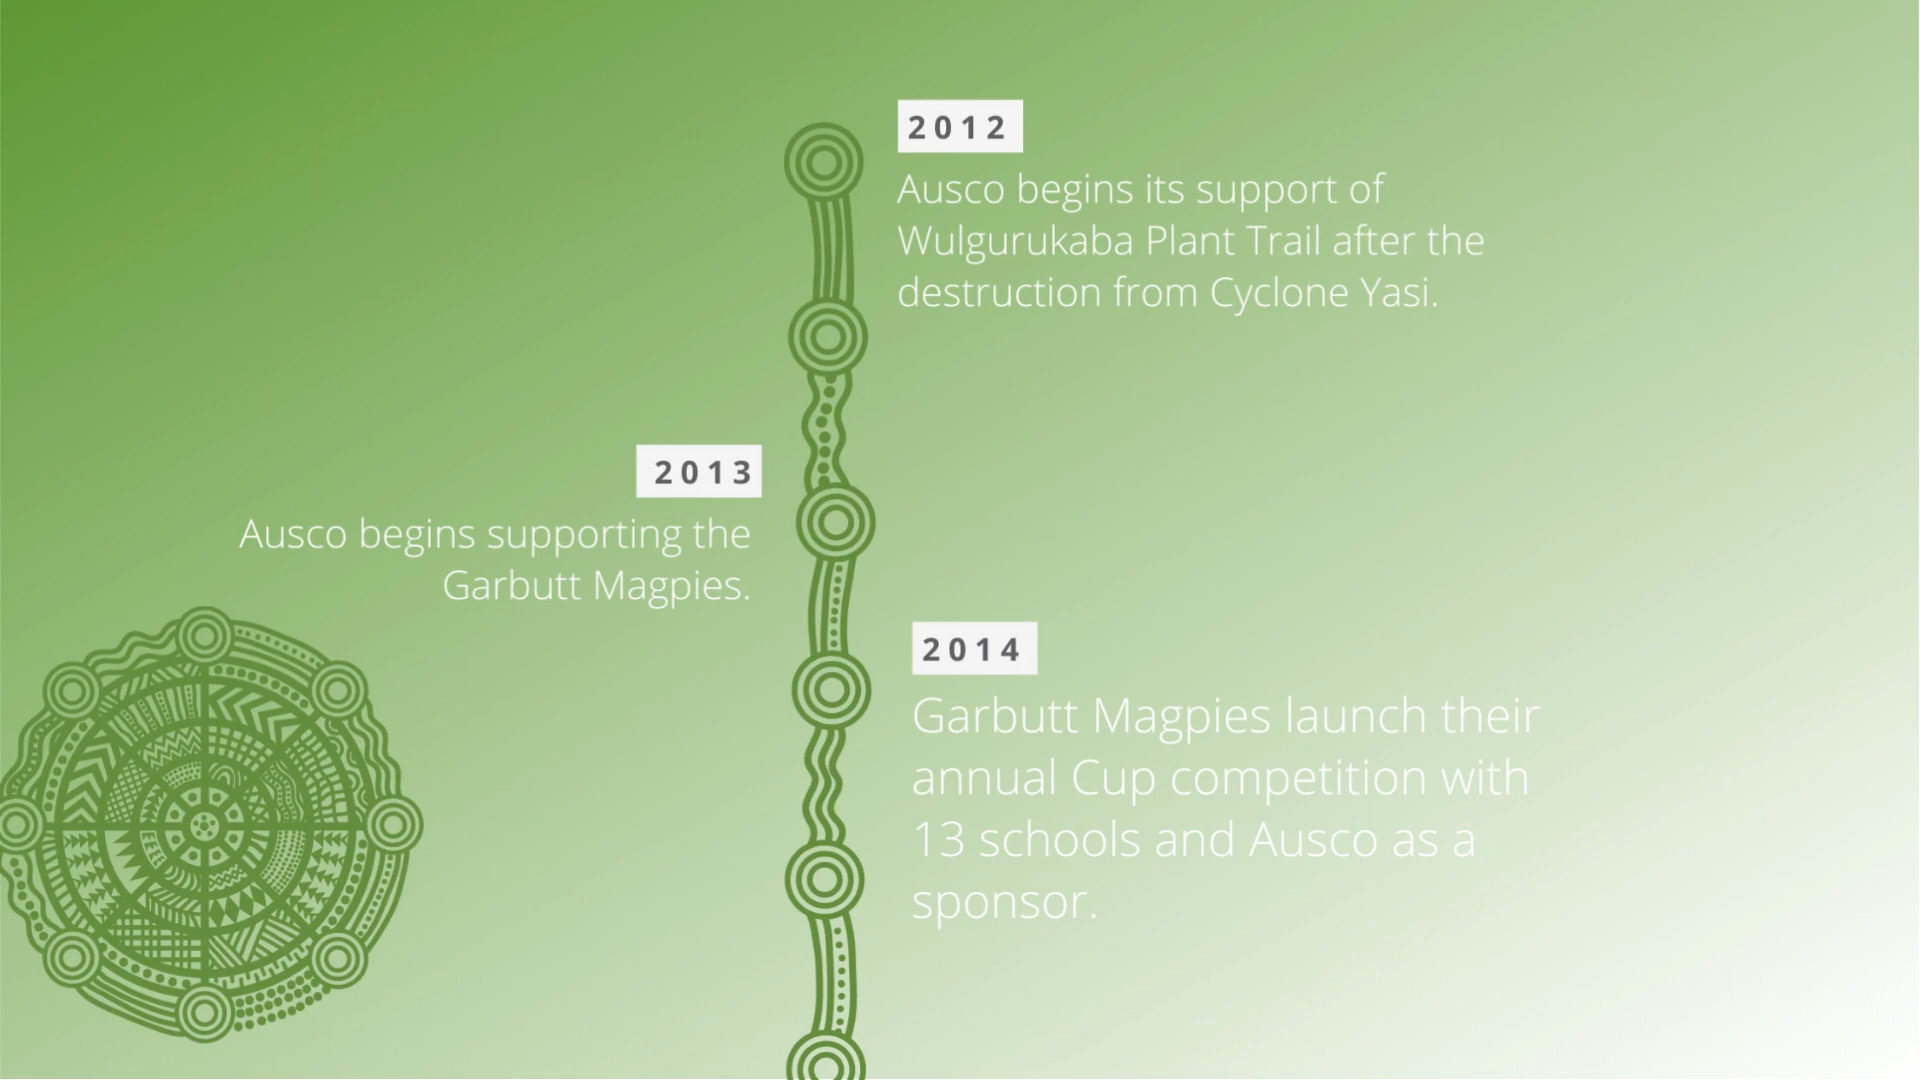 2012
Ausco begins its support of
Wulgurukaba Plant Trail after the
destruction from Cyclone Yasi.
2013
Ausco begins supporting the
Garbutt Magpies.
2014
Garbutt Magpies launch their
annual Cup competition with
13 schools and Ausco as a
sponsor.